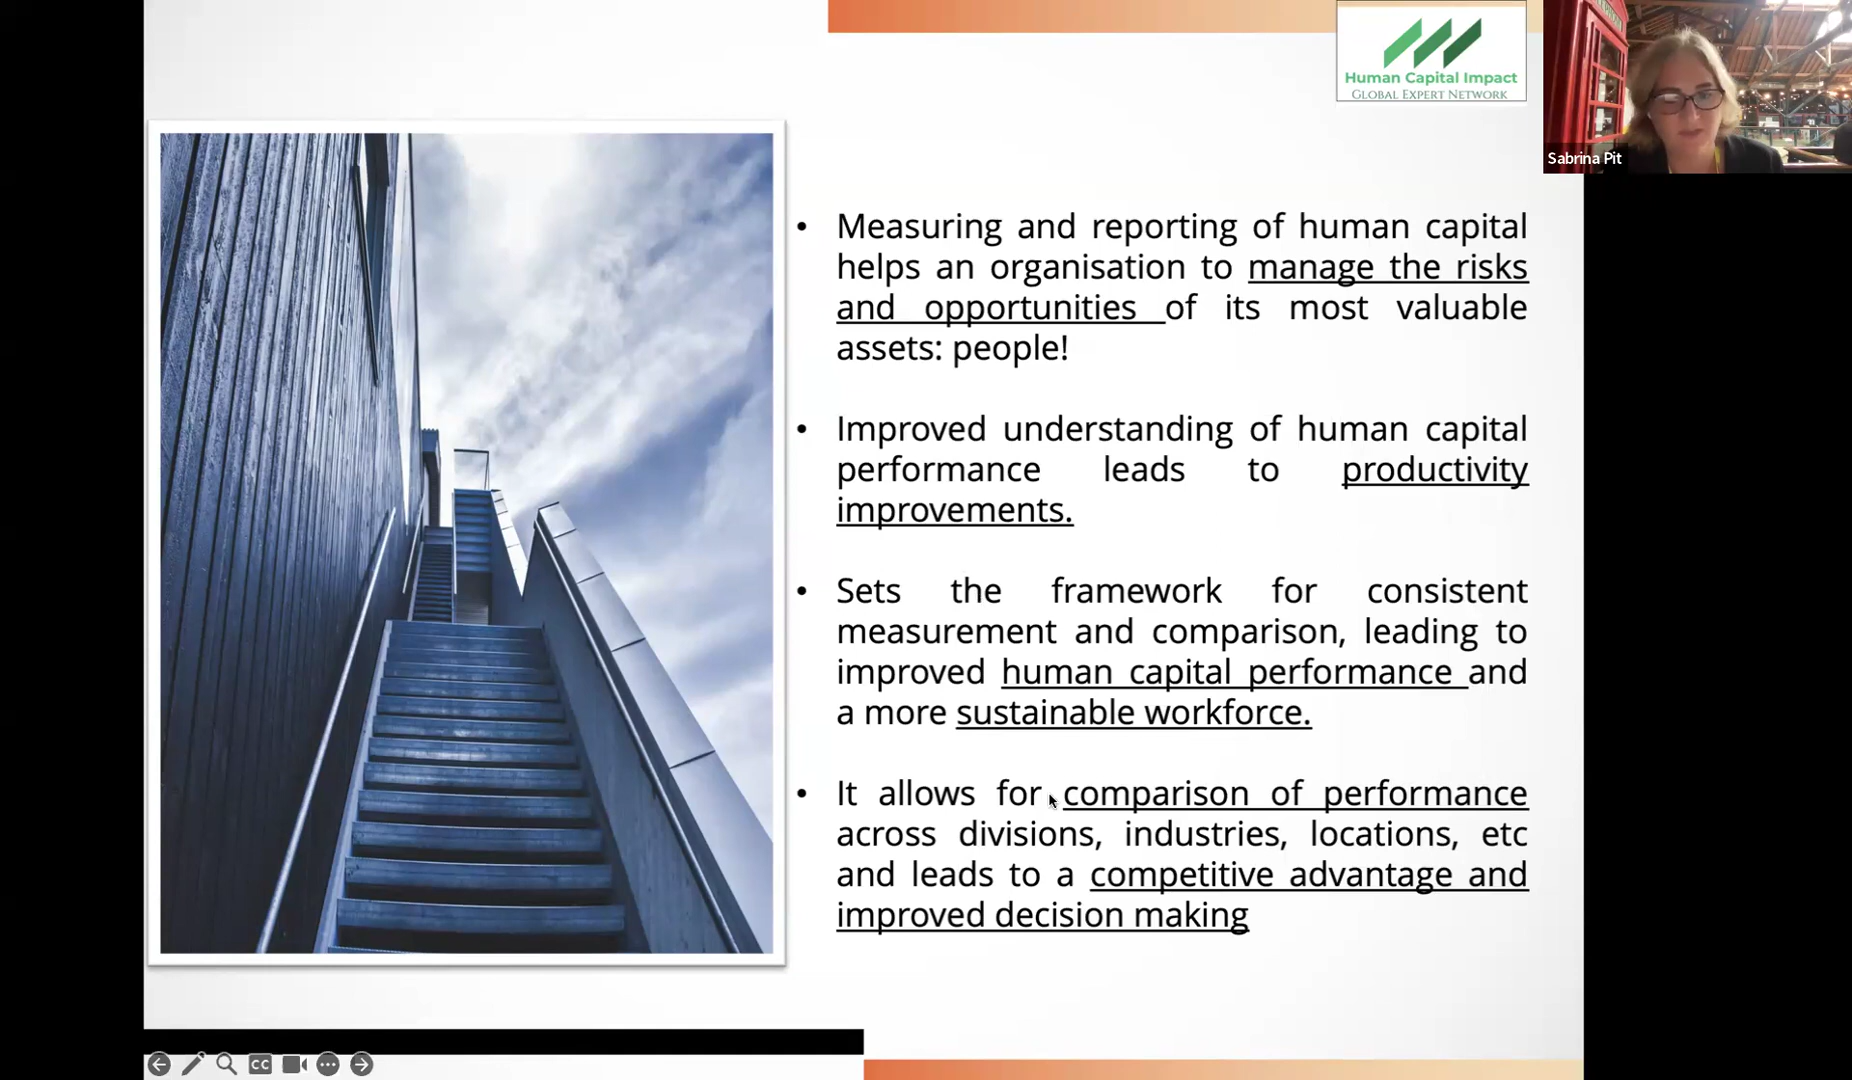 Human Capital Impact
GLOBAL EXPERT NETWORK
Sabrina Pit
• Measuring and reporting of human capital
helps an organisation to manage the risks
and opportunities of its most valuable
assets: people!
• Improved understanding of human capital
performance leads to productivity
improvements.
• Sets the framework for consistent
measurement and comparison, leading to
improved human capital performance and
a more sustainable workforce.
• It allows for comparison of performance
across divisions, industries, locations, etc
and leads to a competitive advantage and
improved decision making
CC